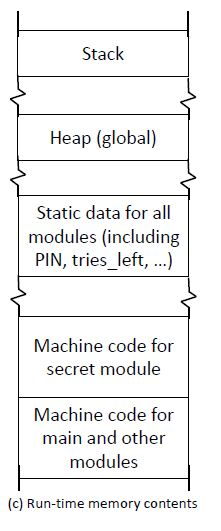 Stack
Heap (global)
Static data for all
modules (including
PIN, tries_left, ...)
Machine code for
secret module
Machine code for
main and other
modules
(c) Run-time memory contents